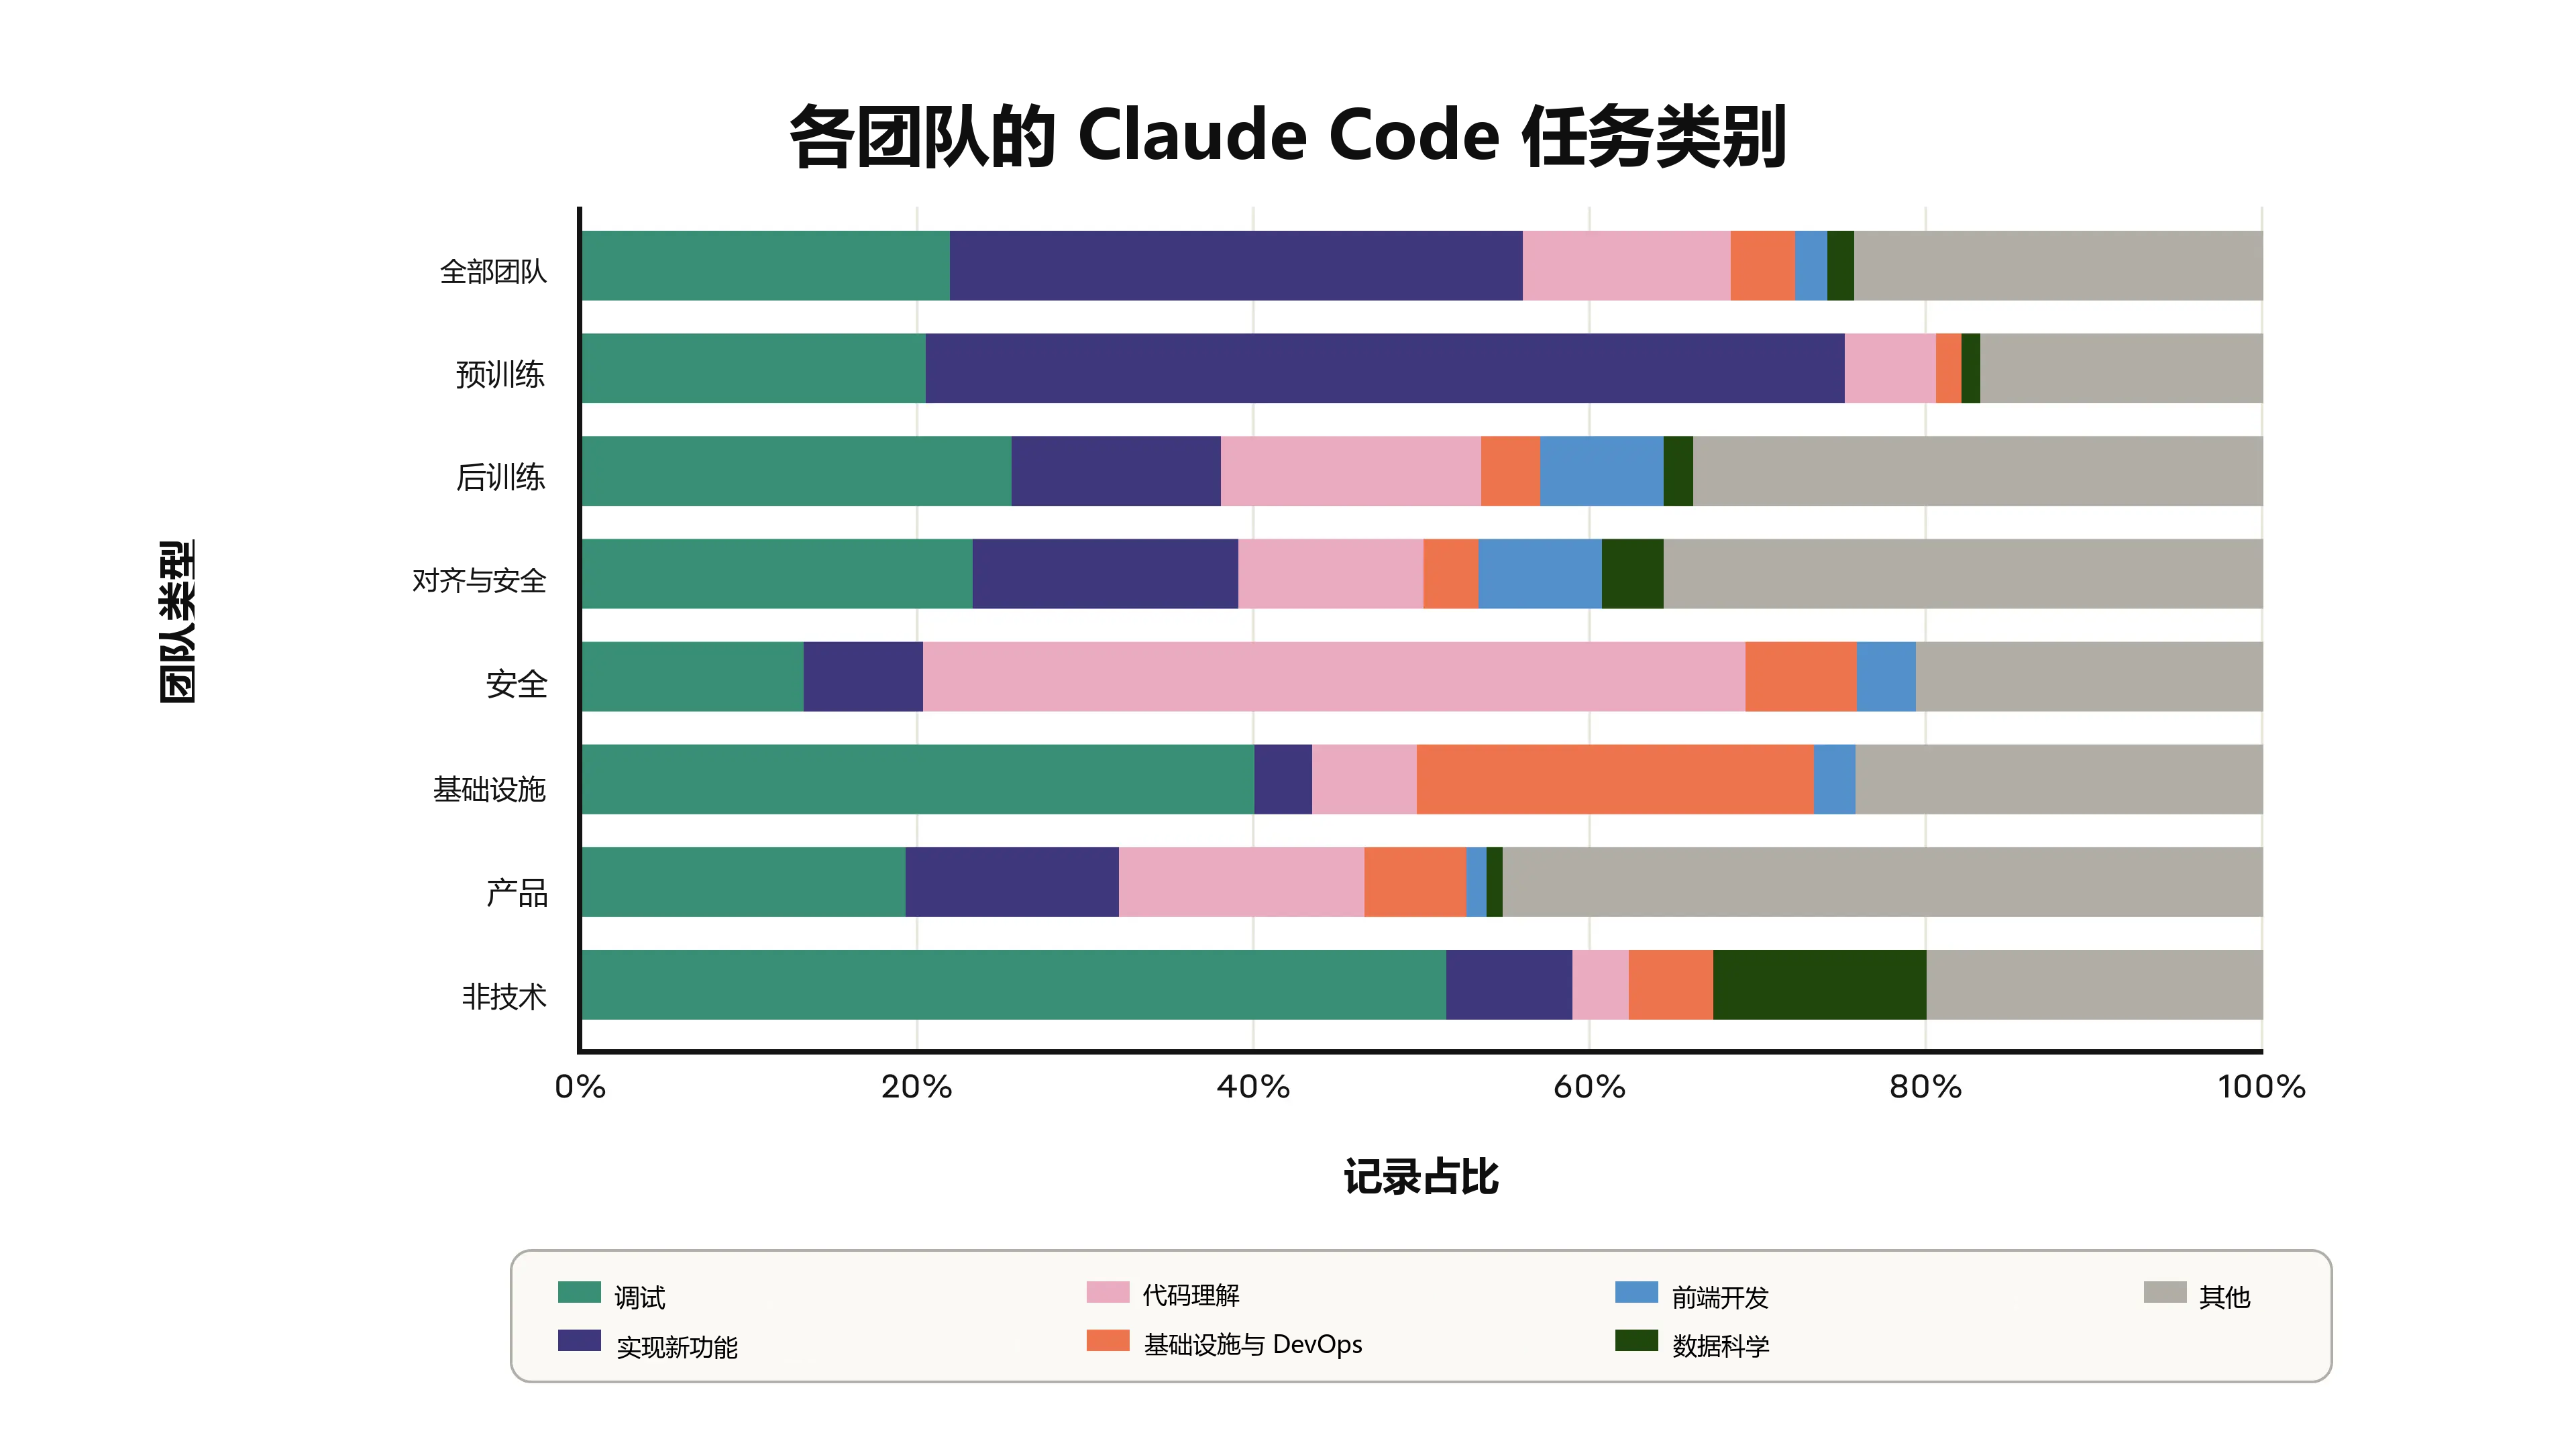 各团队的 Claude Code 任务类别
团队类型
全部团队
预训练
后训练
对齐与安全
安全
基础设施
产品
非技术
0% 20% 40% 60% 80% 100%
记录占比
调试 代码理解 前端开发 其他
实现新功能 基础设施与 DevOps 数据科学